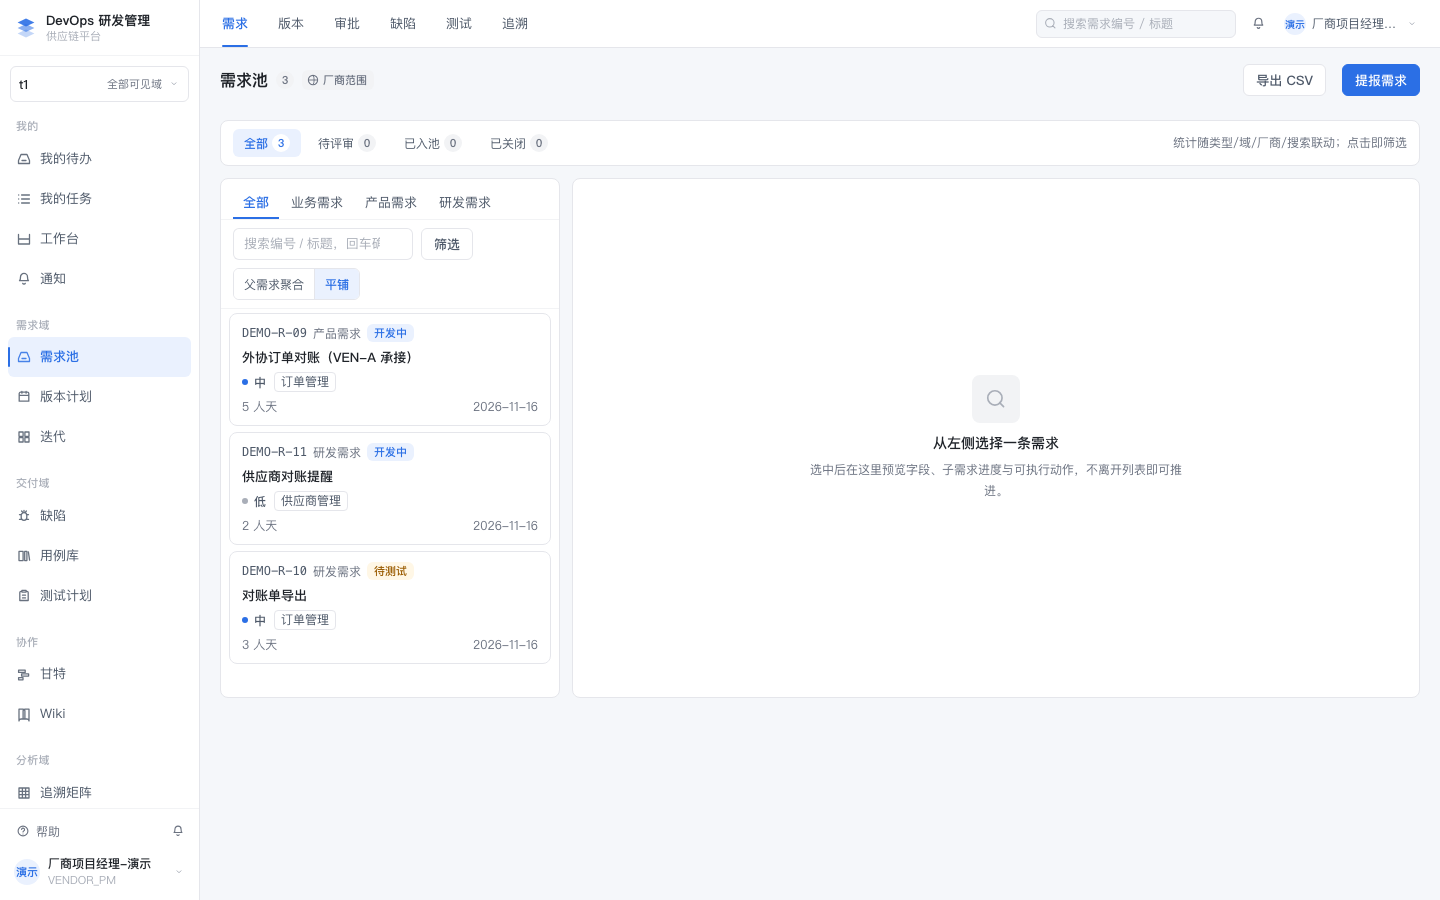 DevOps 研发管理
供应链平台
t1 全部可见域
我的
我的待办
我的任务
工作台
通知
需求域
需求池
版本计划
迭代
交付域
缺陷
用例库
测试计划
协作
甘特
Wiki
分析域
追溯矩阵
帮助
演示 厂商项目经理-演示
VENDOR_PM
需求 版本 审批 缺陷 测试 追溯
搜索需求编号 / 标题
演示 厂商项目经理...
需求池 3 厂商范围
导出 CSV 提报需求
全部 3 待评审 0 已入池 0 已关闭 0
统计随类型/域/厂商/搜索联动；点击即筛选
全部 业务需求 产品需求 研发需求
搜索编号 / 标题，回车 筛选
父需求聚合 平铺
DEMO-R-09 产品需求 开发中
外协订单对账（VEN-A 承接）
中 订单管理
5 人天 2026-11-16
DEMO-R-11 研发需求 开发中
供应商对账提醒
低 供应商管理
2 人天 2026-11-16
DEMO-R-10 研发需求 待测试
对账单导出
中 订单管理
3 人天 2026-11-16
从左侧选择一条需求
选中后在这里预览字段、子需求进度与可执行动作，不离开列表即可推
进。